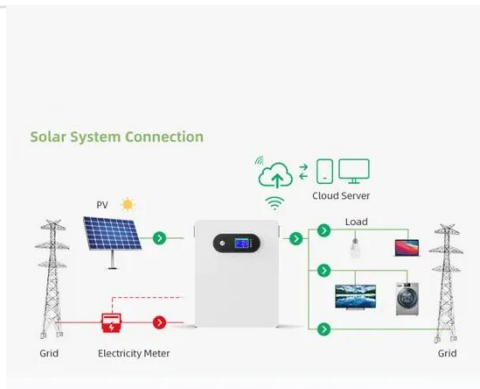 Solar System Connection
Cloud Server
PV
Load
Grid
Electricity Meter
Grid